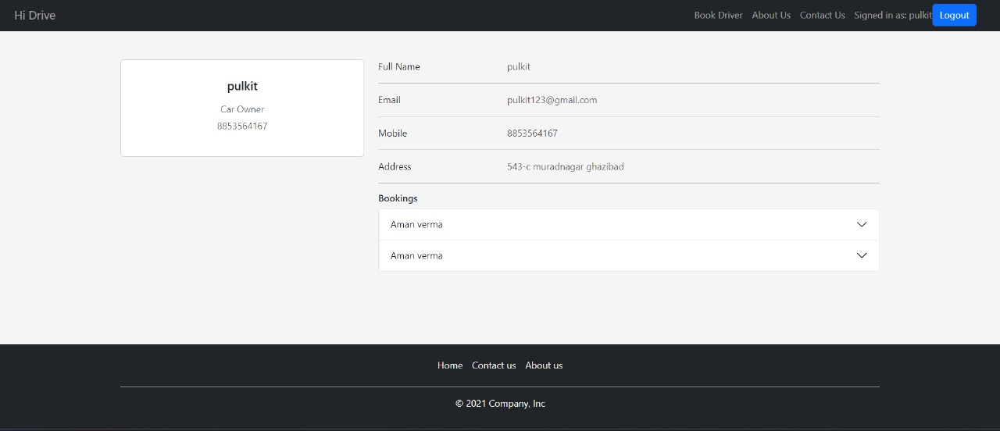 Hi Drive
Book Driver About Us Contact Us Signed in as: pulkit Logout
pulkit
Car Owner
8853564167
Full Name pulkit
Email pulkit123@gmail.com
Mobile 8853564167
Address 543-c muradnagar ghazibad
Bookings
Aman verma
Aman verma
Home Contact us About us
© 2021 Company, Inc